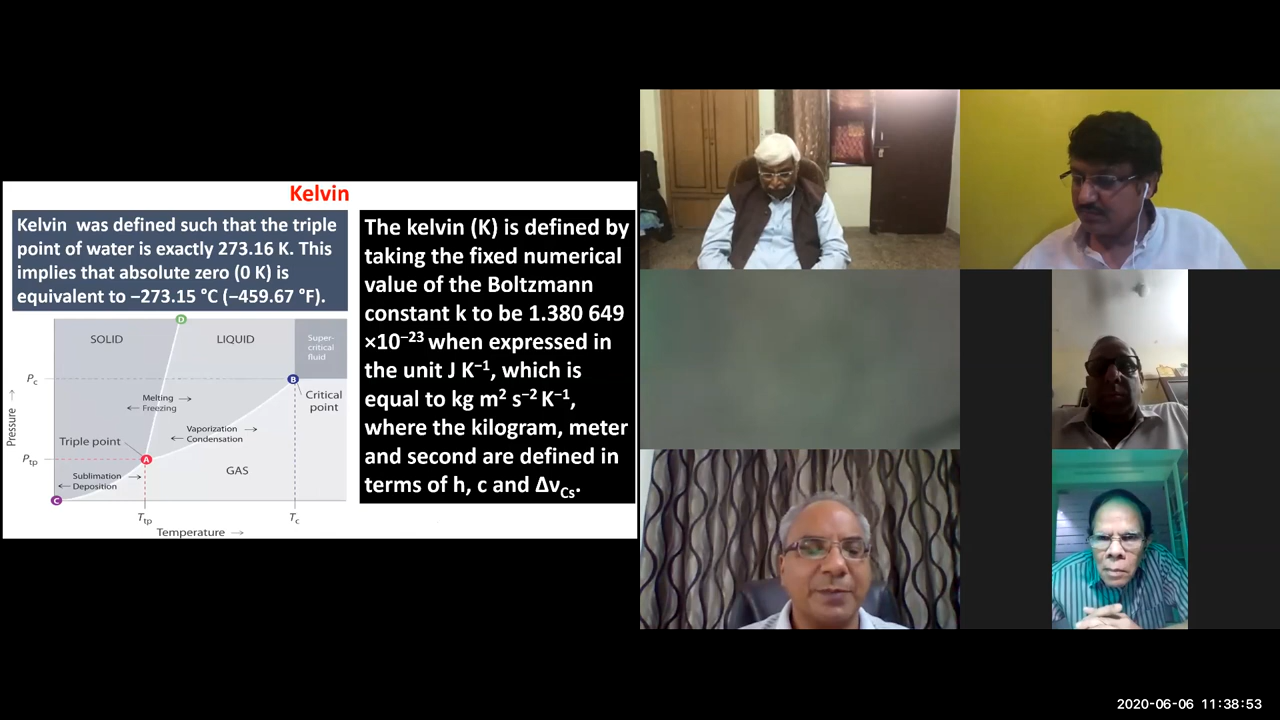 Kelvin
Kelvin was defined such that the triple
point of water is exactly 273.16 K. This
implies that absolute zero (0 K) is
equivalent to −273.15 °C (−459.67 °F).
D
SOLID
LIQUID
Super-
critical
fluid
Pc
B
Critical
point
Melting
Freezing
Pressure
Vaporization
Condensation
Triple point
Ptp
A
GAS
Sublimation
Deposition
C
Ttp
Tc
Temperature
The kelvin (K) is defined by
taking the fixed numerical
value of the Boltzmann
constant k to be 1.380 649
×10⁻²³ when expressed in
the unit J K⁻¹, which is
equal to kg m² s⁻² K⁻¹,
where the kilogram, meter
and second are defined in
terms of h, c and ΔνCs.
2020-06-06 11:38:53